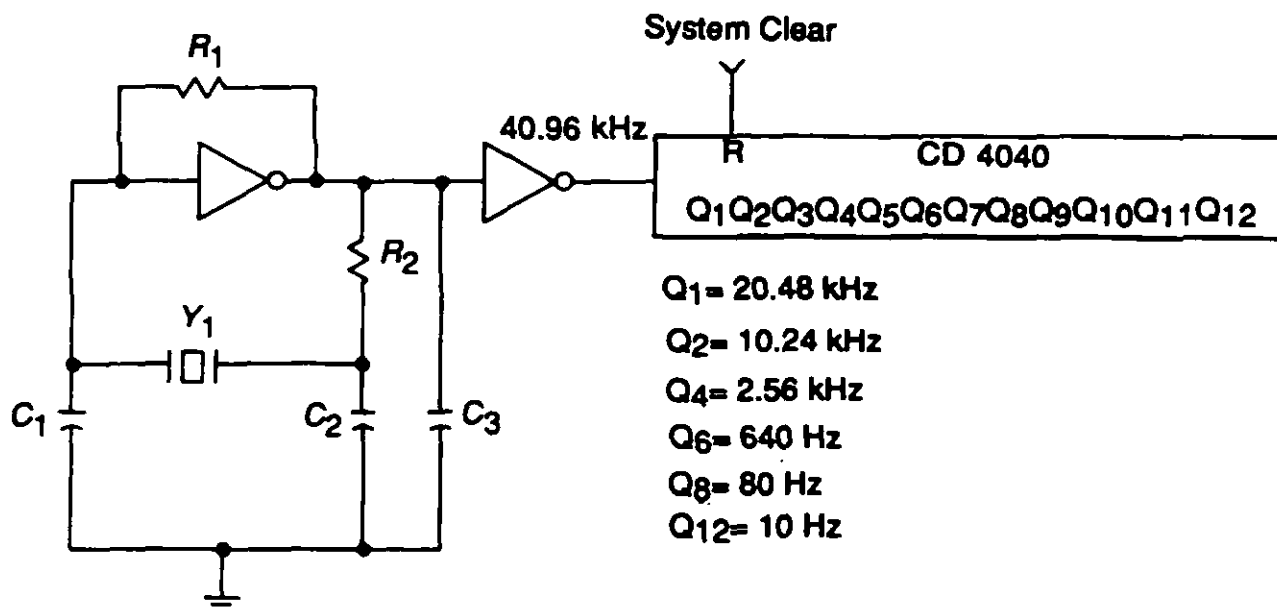 System Clear
R1
40.96 kHz
R
CD 4040
Q1Q2Q3Q4Q5Q6Q7Q8Q9Q10Q11Q12
R2
Q1= 20.48 kHz
Y1
Q2= 10.24 kHz
Q4= 2.56 kHz
C1
C2
C3
Q6= 640 Hz
Q8= 80 Hz
Q12= 10 Hz